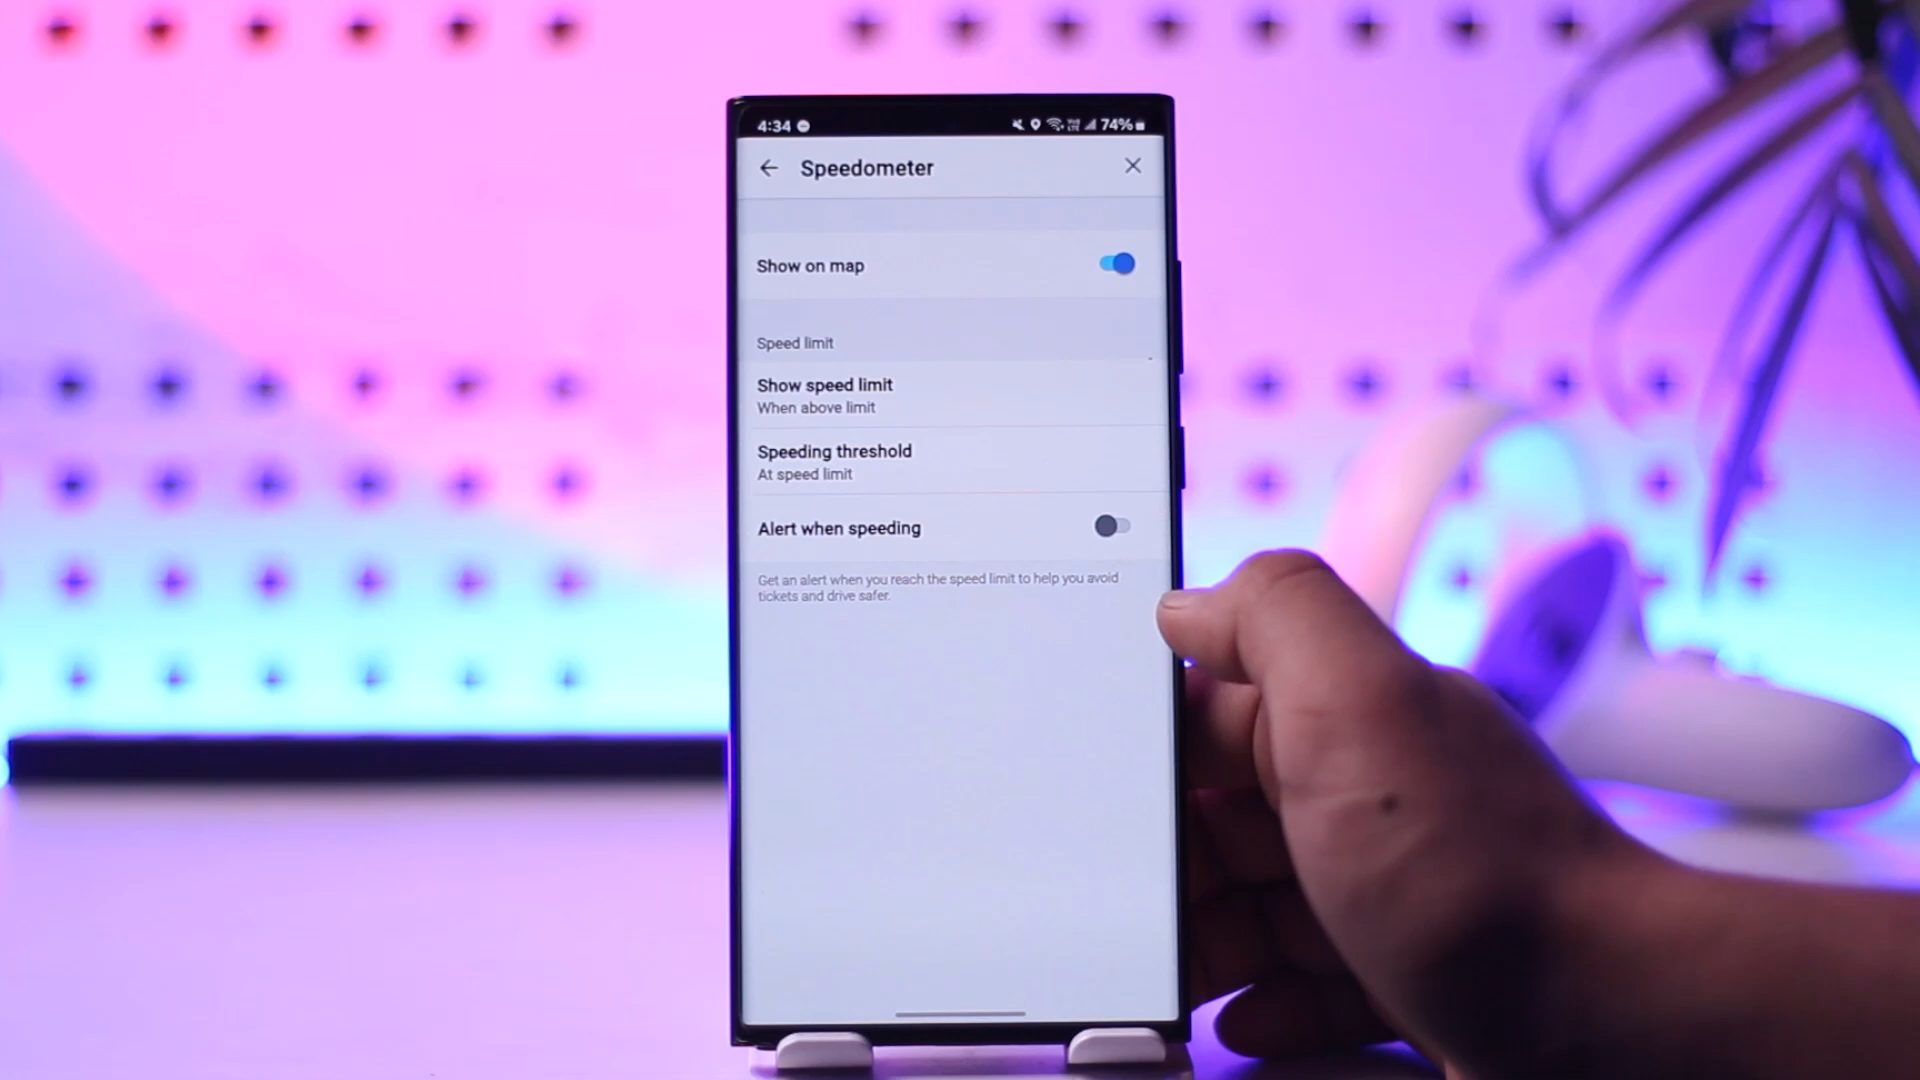 4:34
74%
Speedometer
Show on map
Speed limit
Show speed limit
When above limit
Speeding threshold
At speed limit
Alert when speeding
Get an alert when you reach the speed limit to help you avoid
tickets and drive safer.